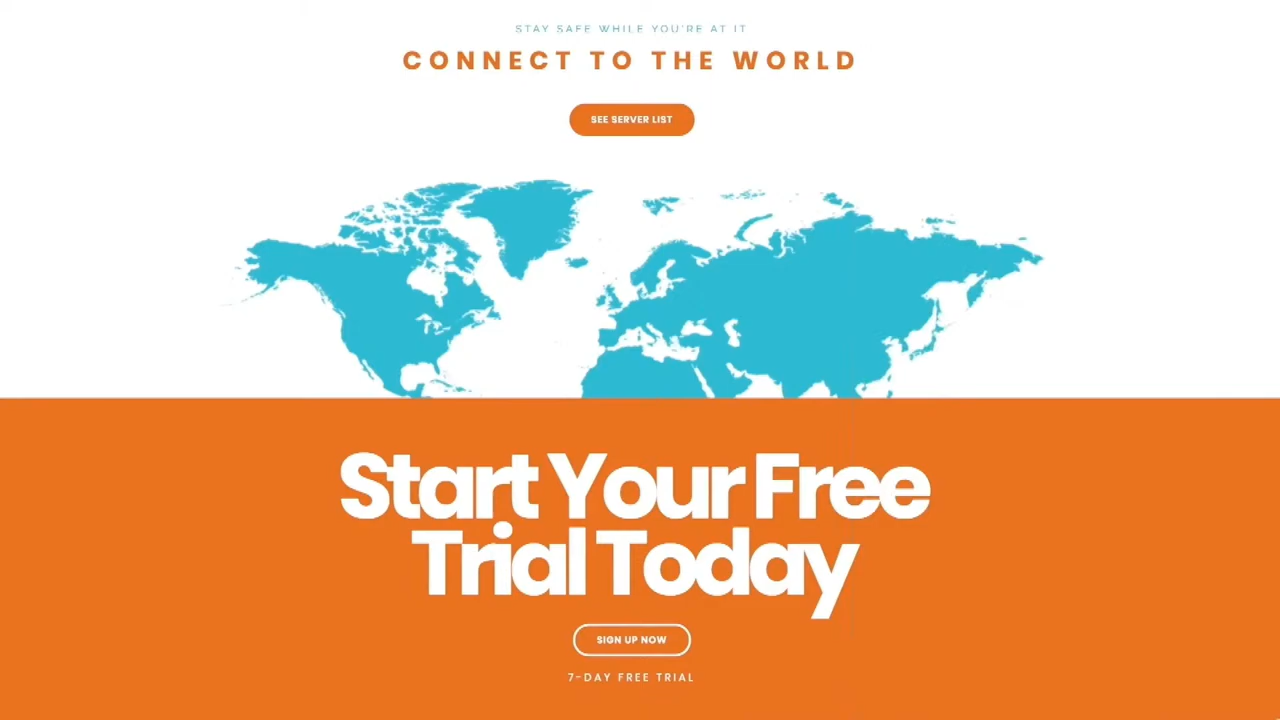 STAY SAFE WHILE YOU'RE AT IT
CONNECT TO THE WORLD
SEE SERVER LIST
Start Your Free
Trial Today
SIGN UP NOW
7-DAY FREE TRIAL